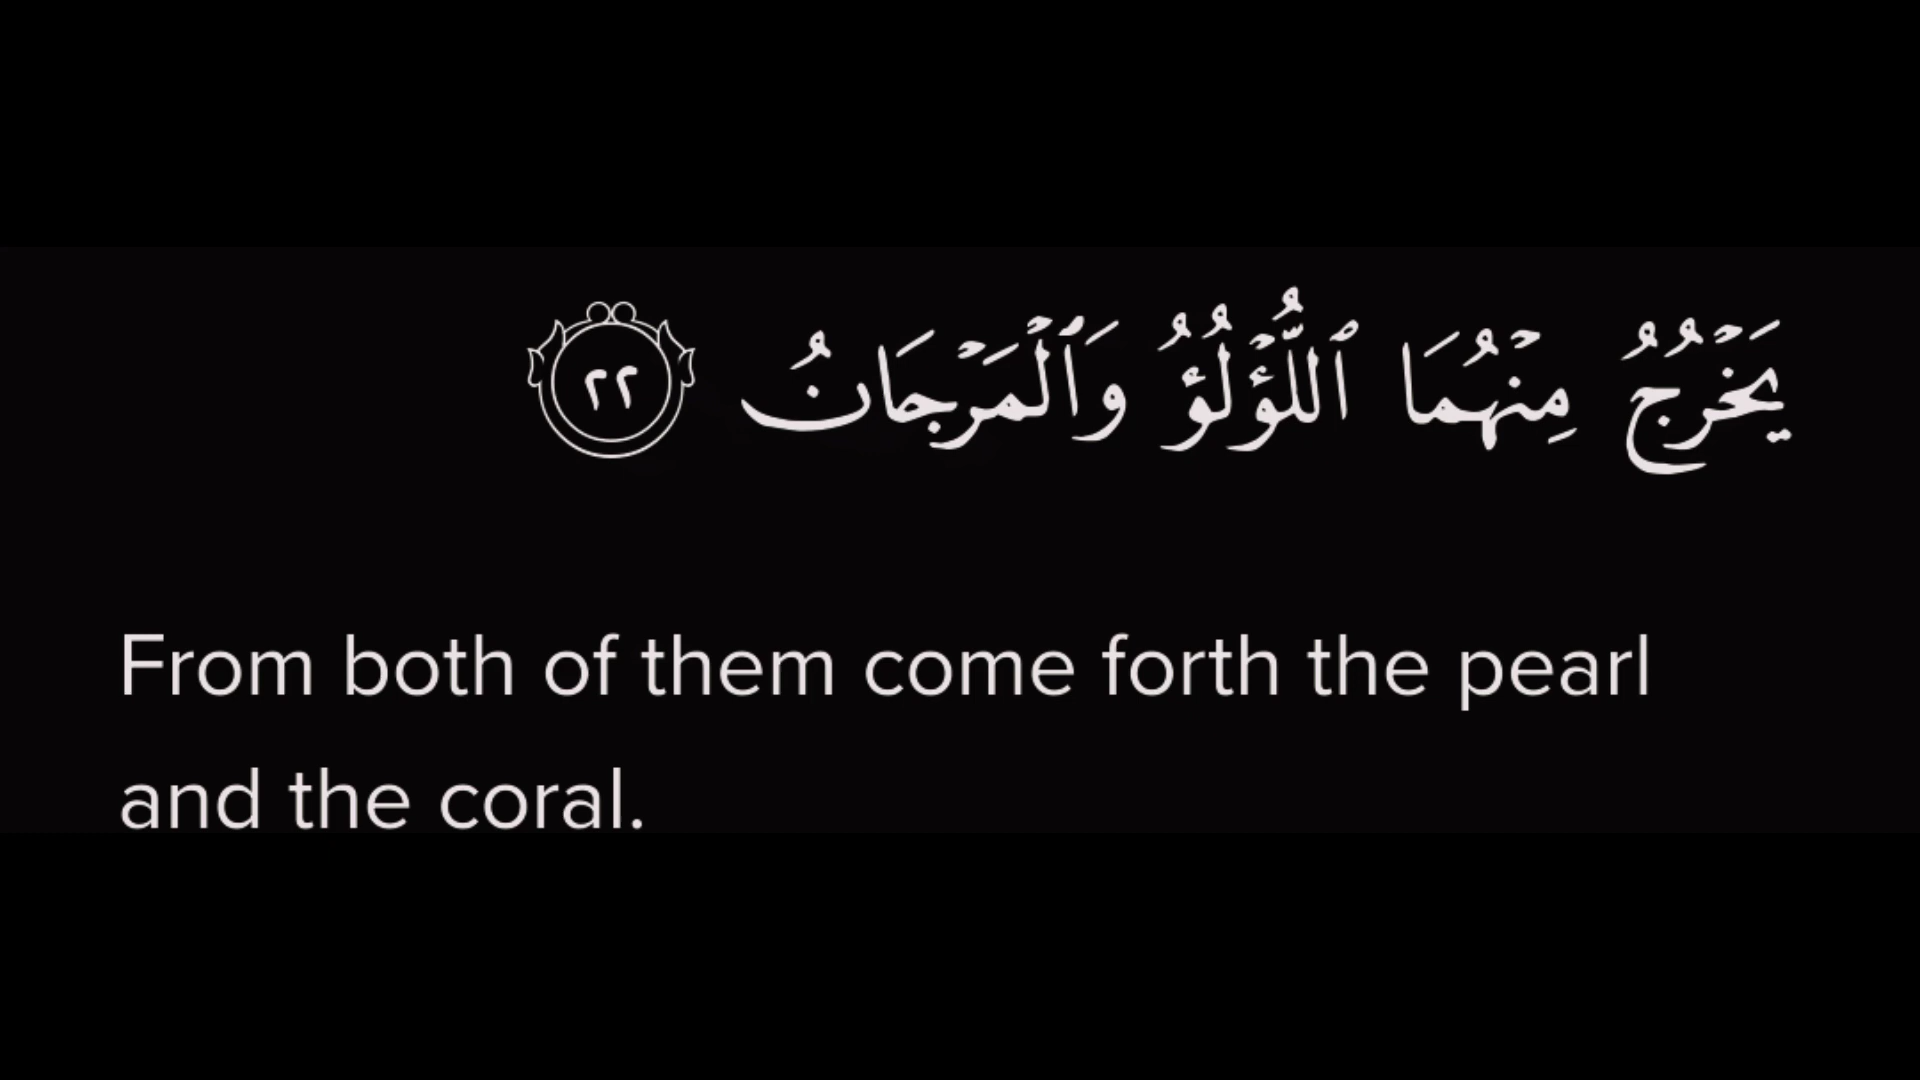 يَخۡرُجُ مِنۡهُمَا ٱللُّؤۡلُؤُ وَٱلۡمَرۡجَانُ ٢٢
From both of them come forth the pearl
and the coral.